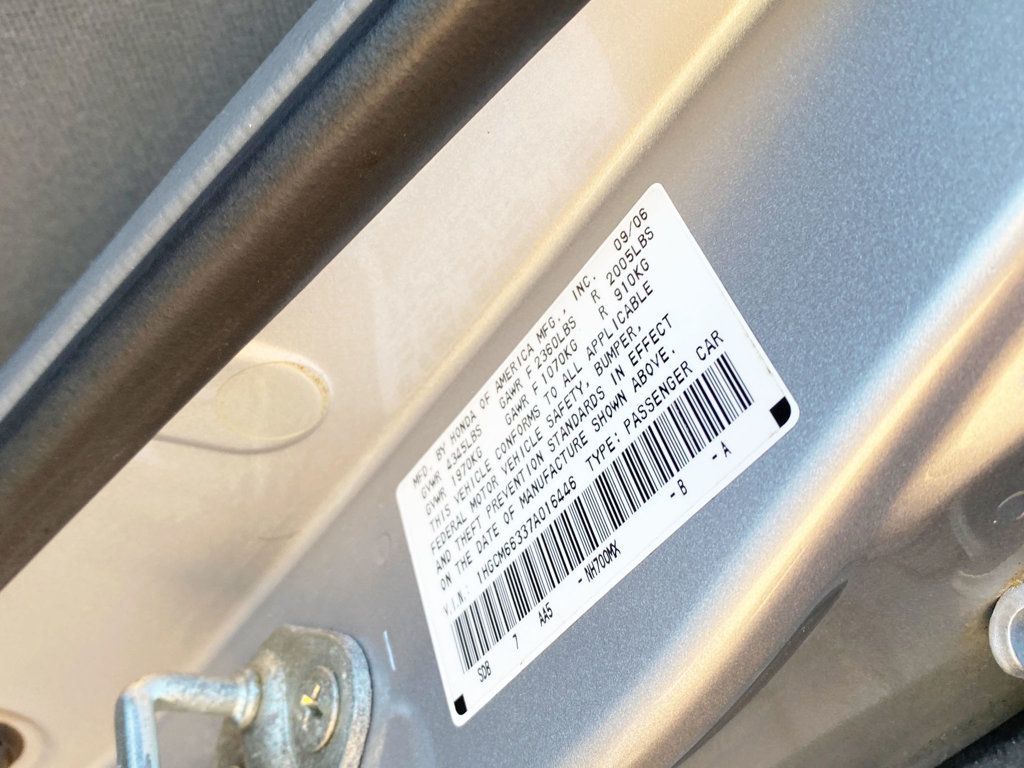 MFD. BY HONDA OF AMERICA MFG., INC. 09/06
GVWR 4345LBS GAWR F 2360LBS R 2005LBS
GVWR 1970KG GAWR F 1070KG R 910KG
THIS VEHICLE CONFORMS TO ALL APPLICABLE
FEDERAL MOTOR VEHICLE SAFETY, BUMPER,
AND THEFT PREVENTION STANDARDS IN EFFECT
ON THE DATE OF MANUFACTURE SHOWN ABOVE.
V.I.N.: 1HGCM66337A016446 TYPE: PASSENGER CAR
SDB 7 AA5 - NH700MX - B - A